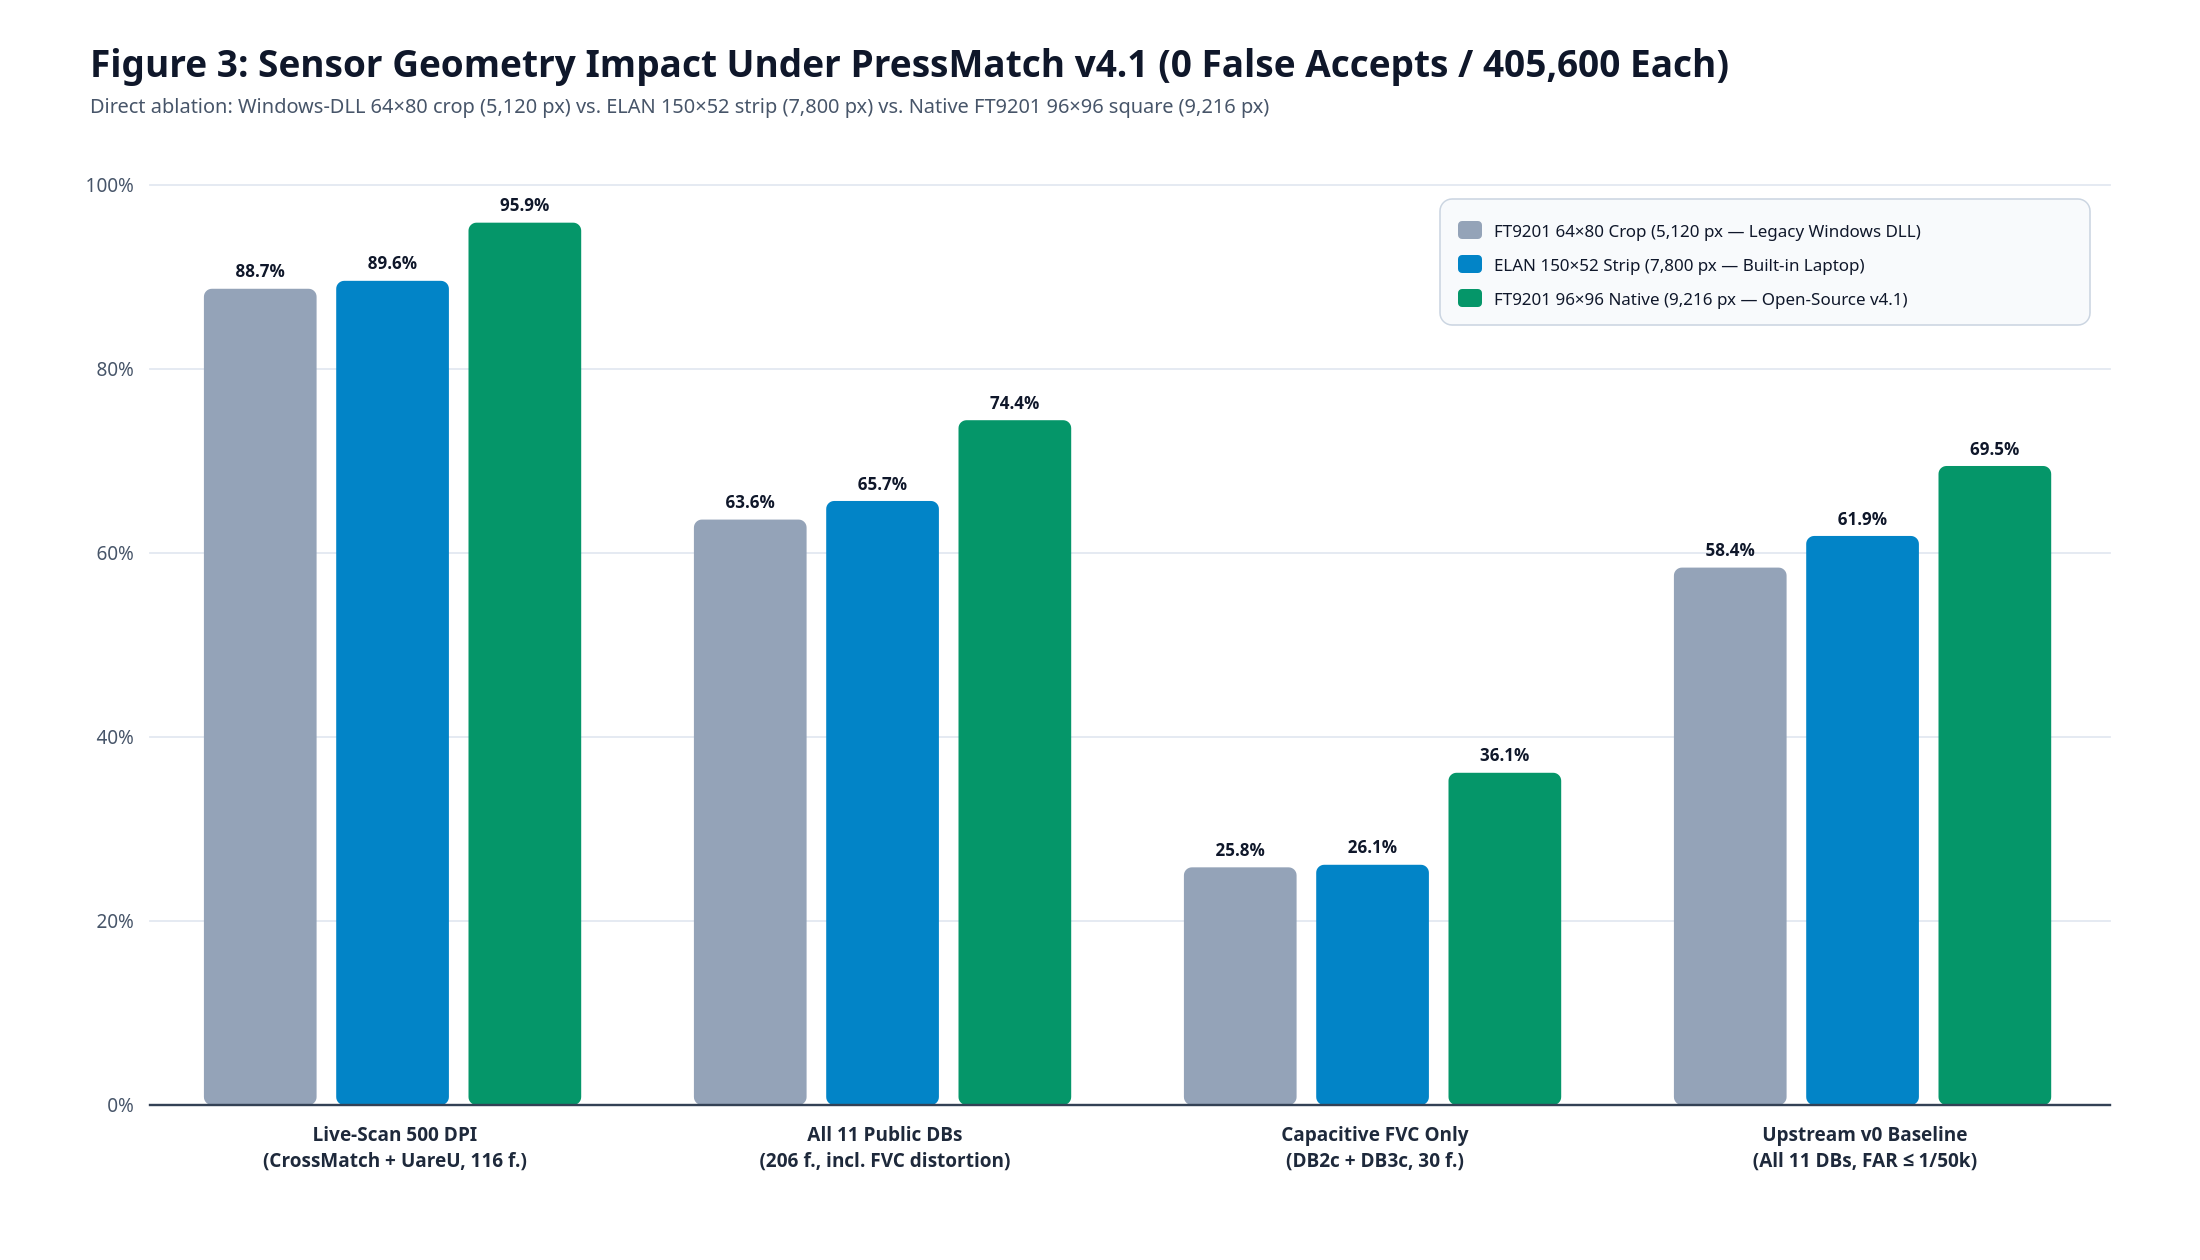 Figure 3: Sensor Geometry Impact Under PressMatch v4.1 (0 False Accepts / 405,600 Each)
Direct ablation: Windows-DLL 64×80 crop (5,120 px) vs. ELAN 150×52 strip (7,800 px) vs. Native FT9201 96×96 square (9,216 px)
100%
80%
60%
40%
20%
0%
FT9201 64×80 Crop (5,120 px — Legacy Windows DLL)
ELAN 150×52 Strip (7,800 px — Built-in Laptop)
FT9201 96×96 Native (9,216 px — Open-Source v4.1)
88.7%
89.6%
95.9%
63.6%
65.7%
74.4%
25.8%
26.1%
36.1%
58.4%
61.9%
69.5%
Live-Scan 500 DPI
(CrossMatch + UareU, 116 f.)
All 11 Public DBs
(206 f., incl. FVC distortion)
Capacitive FVC Only
(DB2c + DB3c, 30 f.)
Upstream v0 Baseline
(All 11 DBs, FAR ≤ 1/50k)